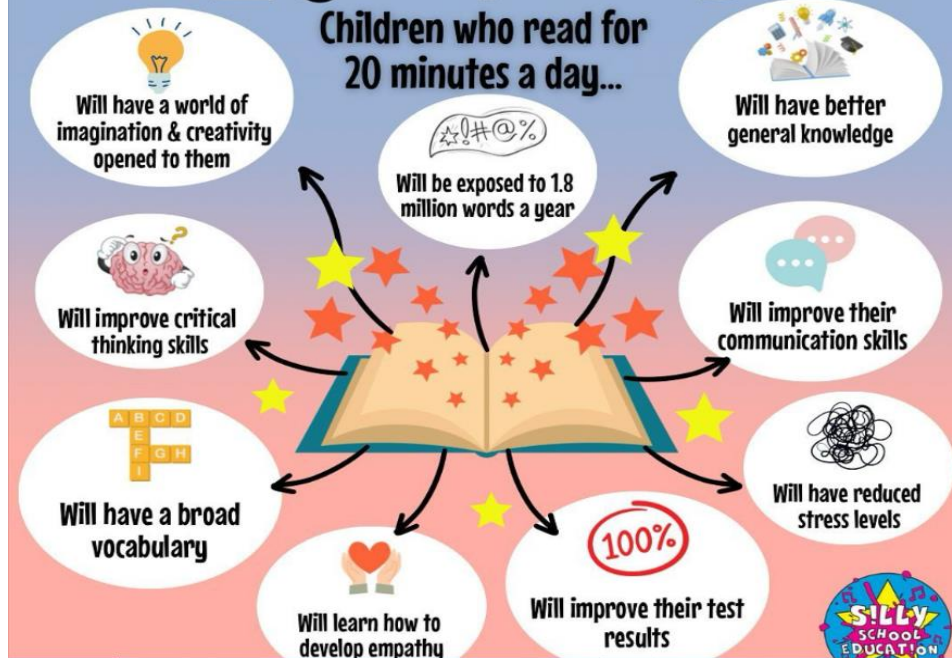 Children who read for
20 minutes a day...
Will have a world of
imagination & creativity
opened to them
*!#@%
Will be exposed to 1.8
million words a year
Will have better
general knowledge
?
Will improve critical
thinking skills
Will improve their
communication skills
A B C D
E
F G H
I
Will have a broad
vocabulary
Will have reduced
stress levels
Will learn how to
develop empathy
100%
Will improve their test
results
SILLY
SCHOOL
EDUCATION